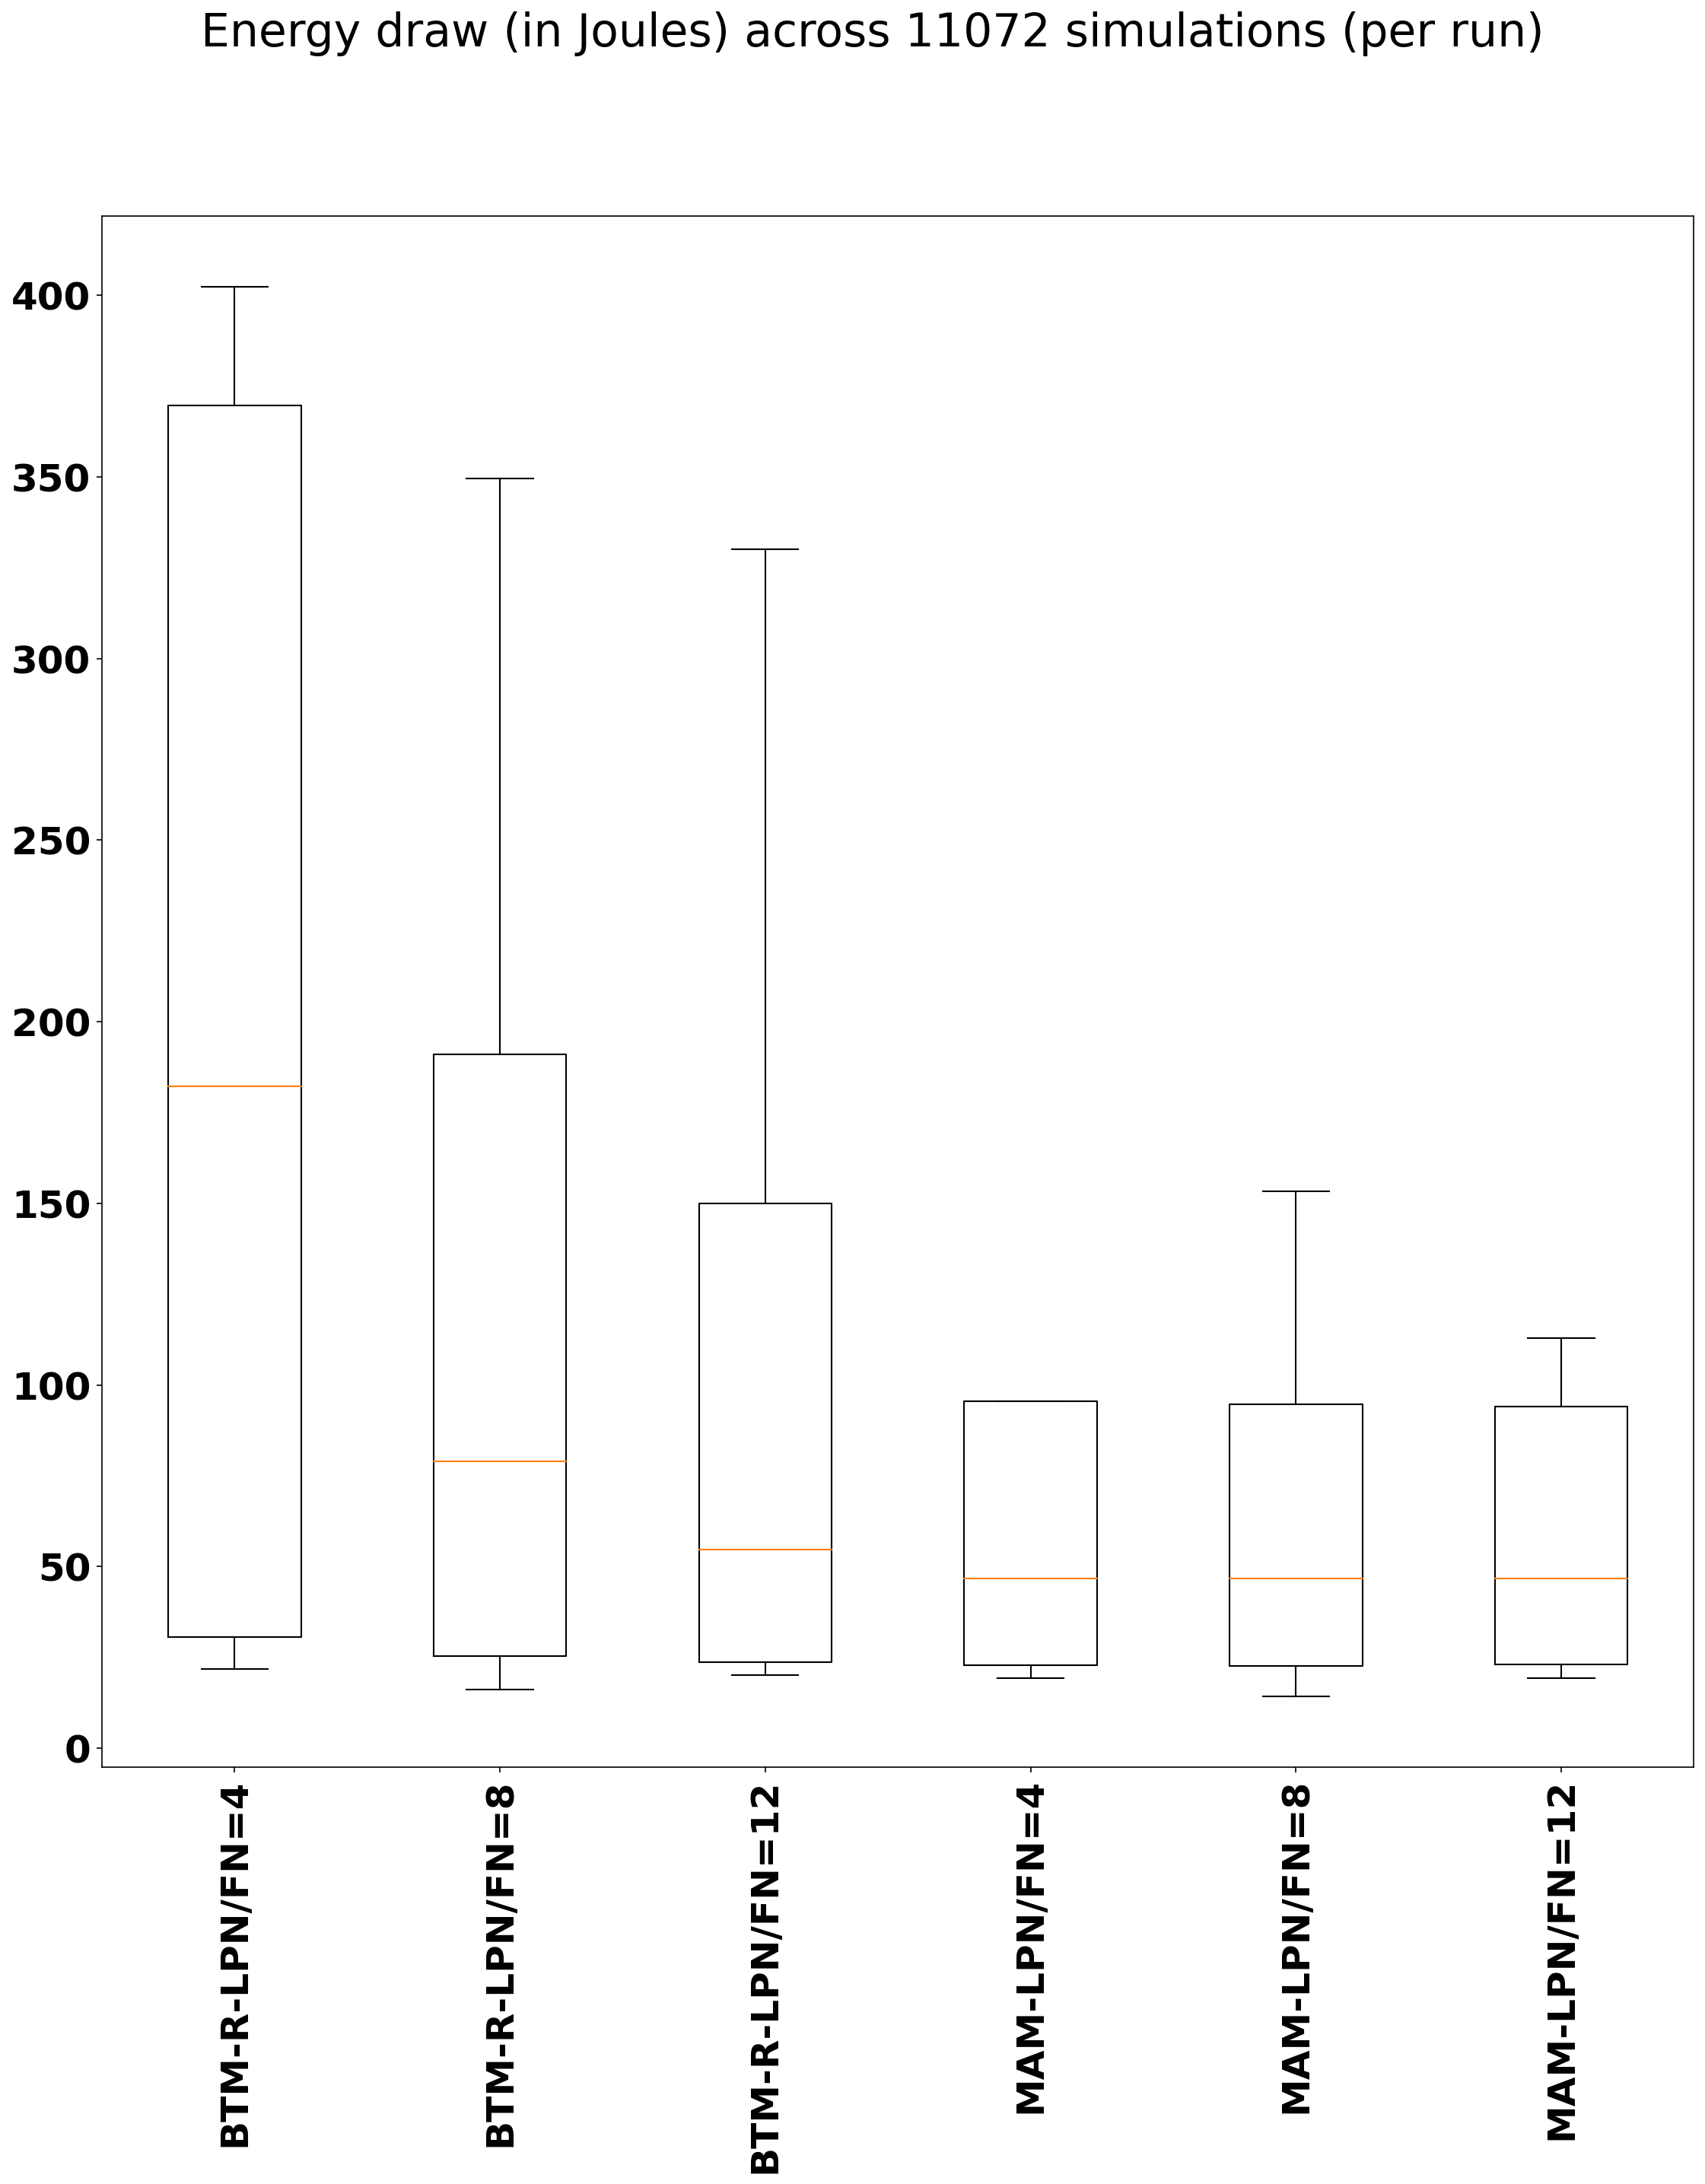 Energy draw (in Joules) across 11072 simulations (per run)
400
350
300
250
200
150
100
50
0
BTM-R-LPN/FN=4
BTM-R-LPN/FN=8
BTM-R-LPN/FN=12
MAM-LPN/FN=4
MAM-LPN/FN=8
MAM-LPN/FN=12